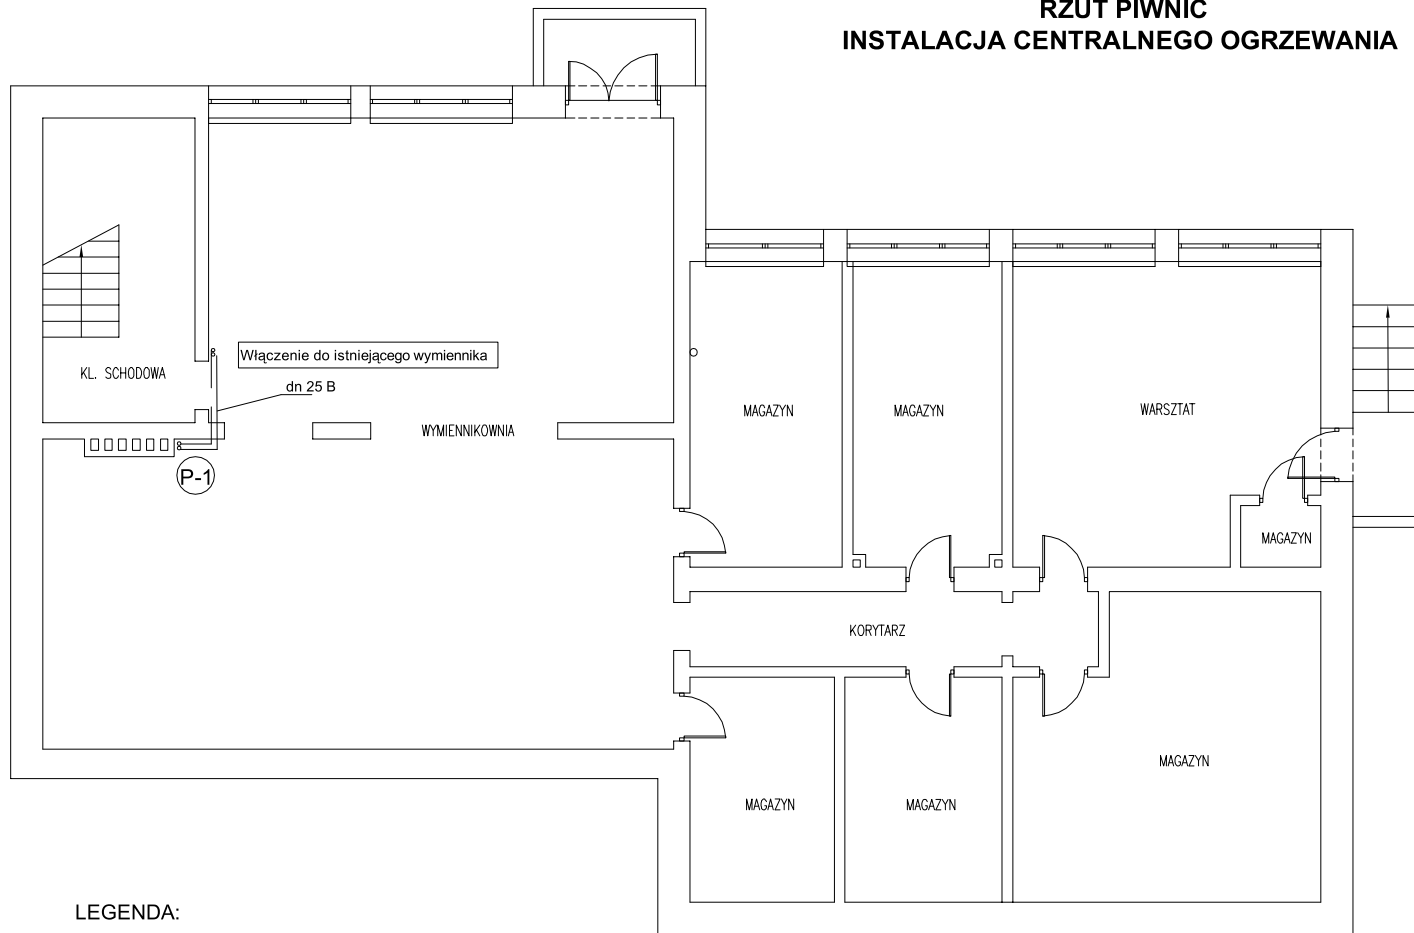 RZUT PIWNIC
INSTALACJA CENTRALNEGO OGRZEWANIA
Włączenie do istniejącego wymiennika
KL. SCHODOWA
dn 25 B
MAGAZYN
MAGAZYN
WARSZTAT
WYMIENNIKOWNIA
P-1
MAGAZYN
KORYTARZ
MAGAZYN
MAGAZYN
MAGAZYN
LEGENDA: